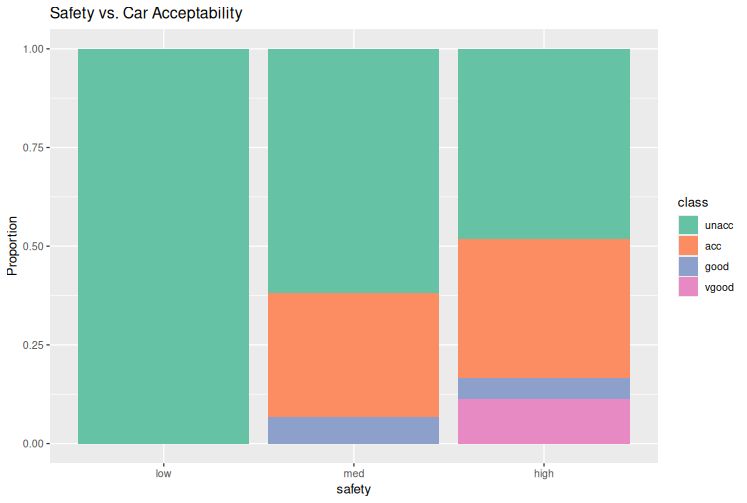 Safety vs. Car Acceptability
1.00
0.75
0.50
0.25
0.00
Proportion
low
med
high
safety
class
unacc
acc
good
vgood